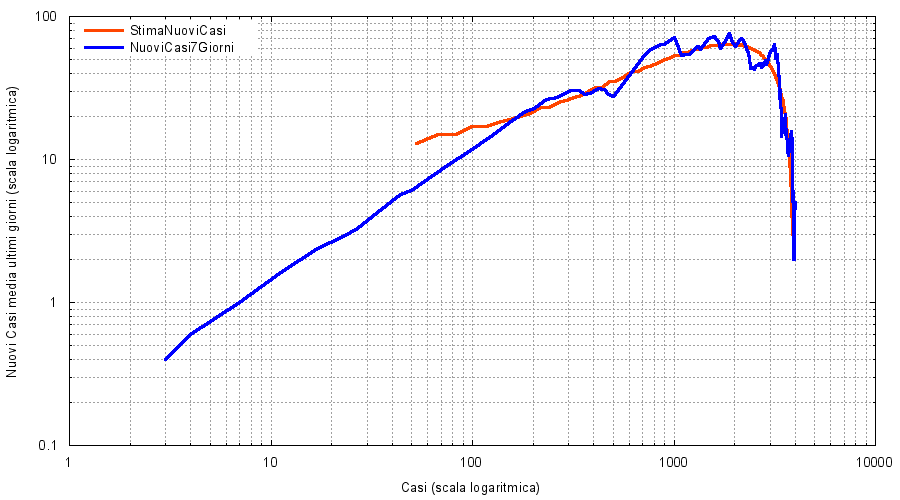 StimaNuoviCasi
NuoviCasi7Giorni
100
10
1
0.1
Nuovi Casi media ultimi giorni (scala logaritmica)
1
10
100
1000
10000
Casi (scala logaritmica)